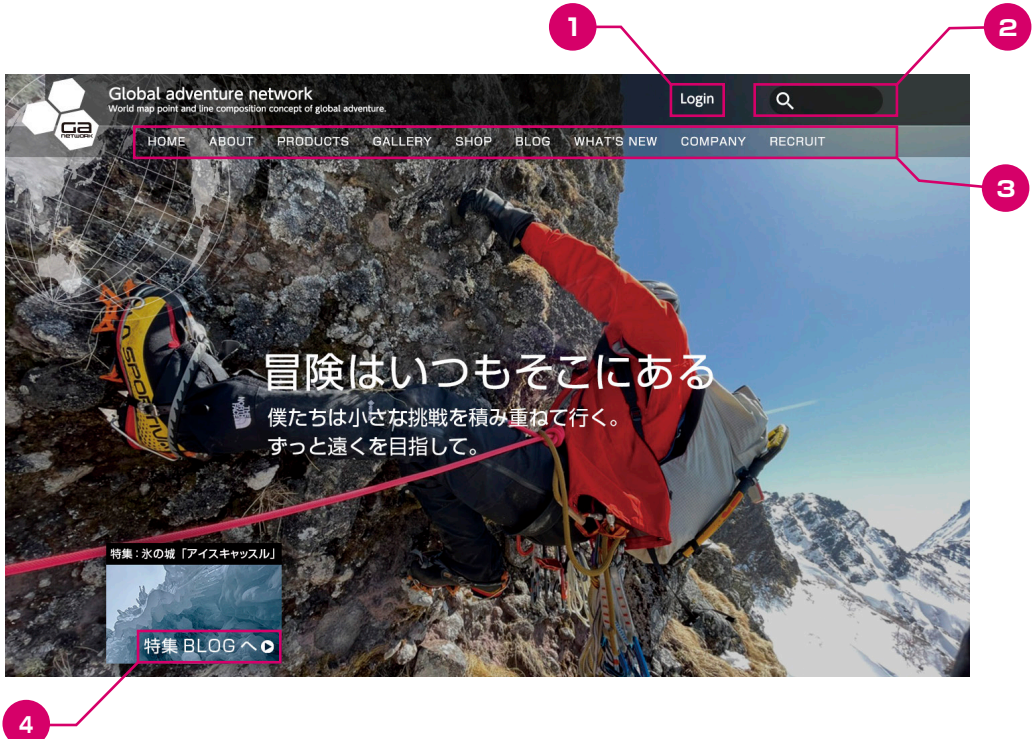 1
2
Global adventure network
World map point and line composition concept of global adventure.
Login
Ga
NETWORK
HOME ABOUT PRODUCTS GALLERY SHOP BLOG WHAT'S NEW COMPANY RECRUIT
3
冒険はいつもそこにある
僕たちは小さな挑戦を積み重ねて行く。
ずっと遠くを目指して。
特集:氷の城「アイスキャッスル」
特集 BLOG へ
4